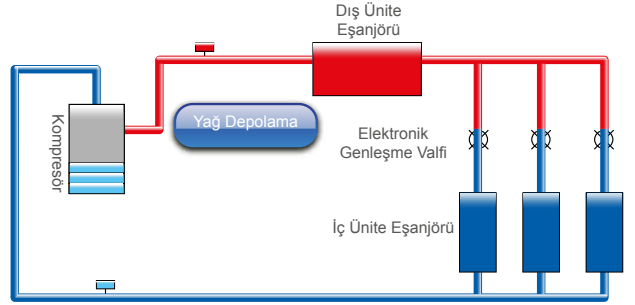 Dış Ünite
Eşanjörü
Kompresör
Yağ Depolama
Elektronik
Genleşme Valfi
İç Ünite Eşanjörü